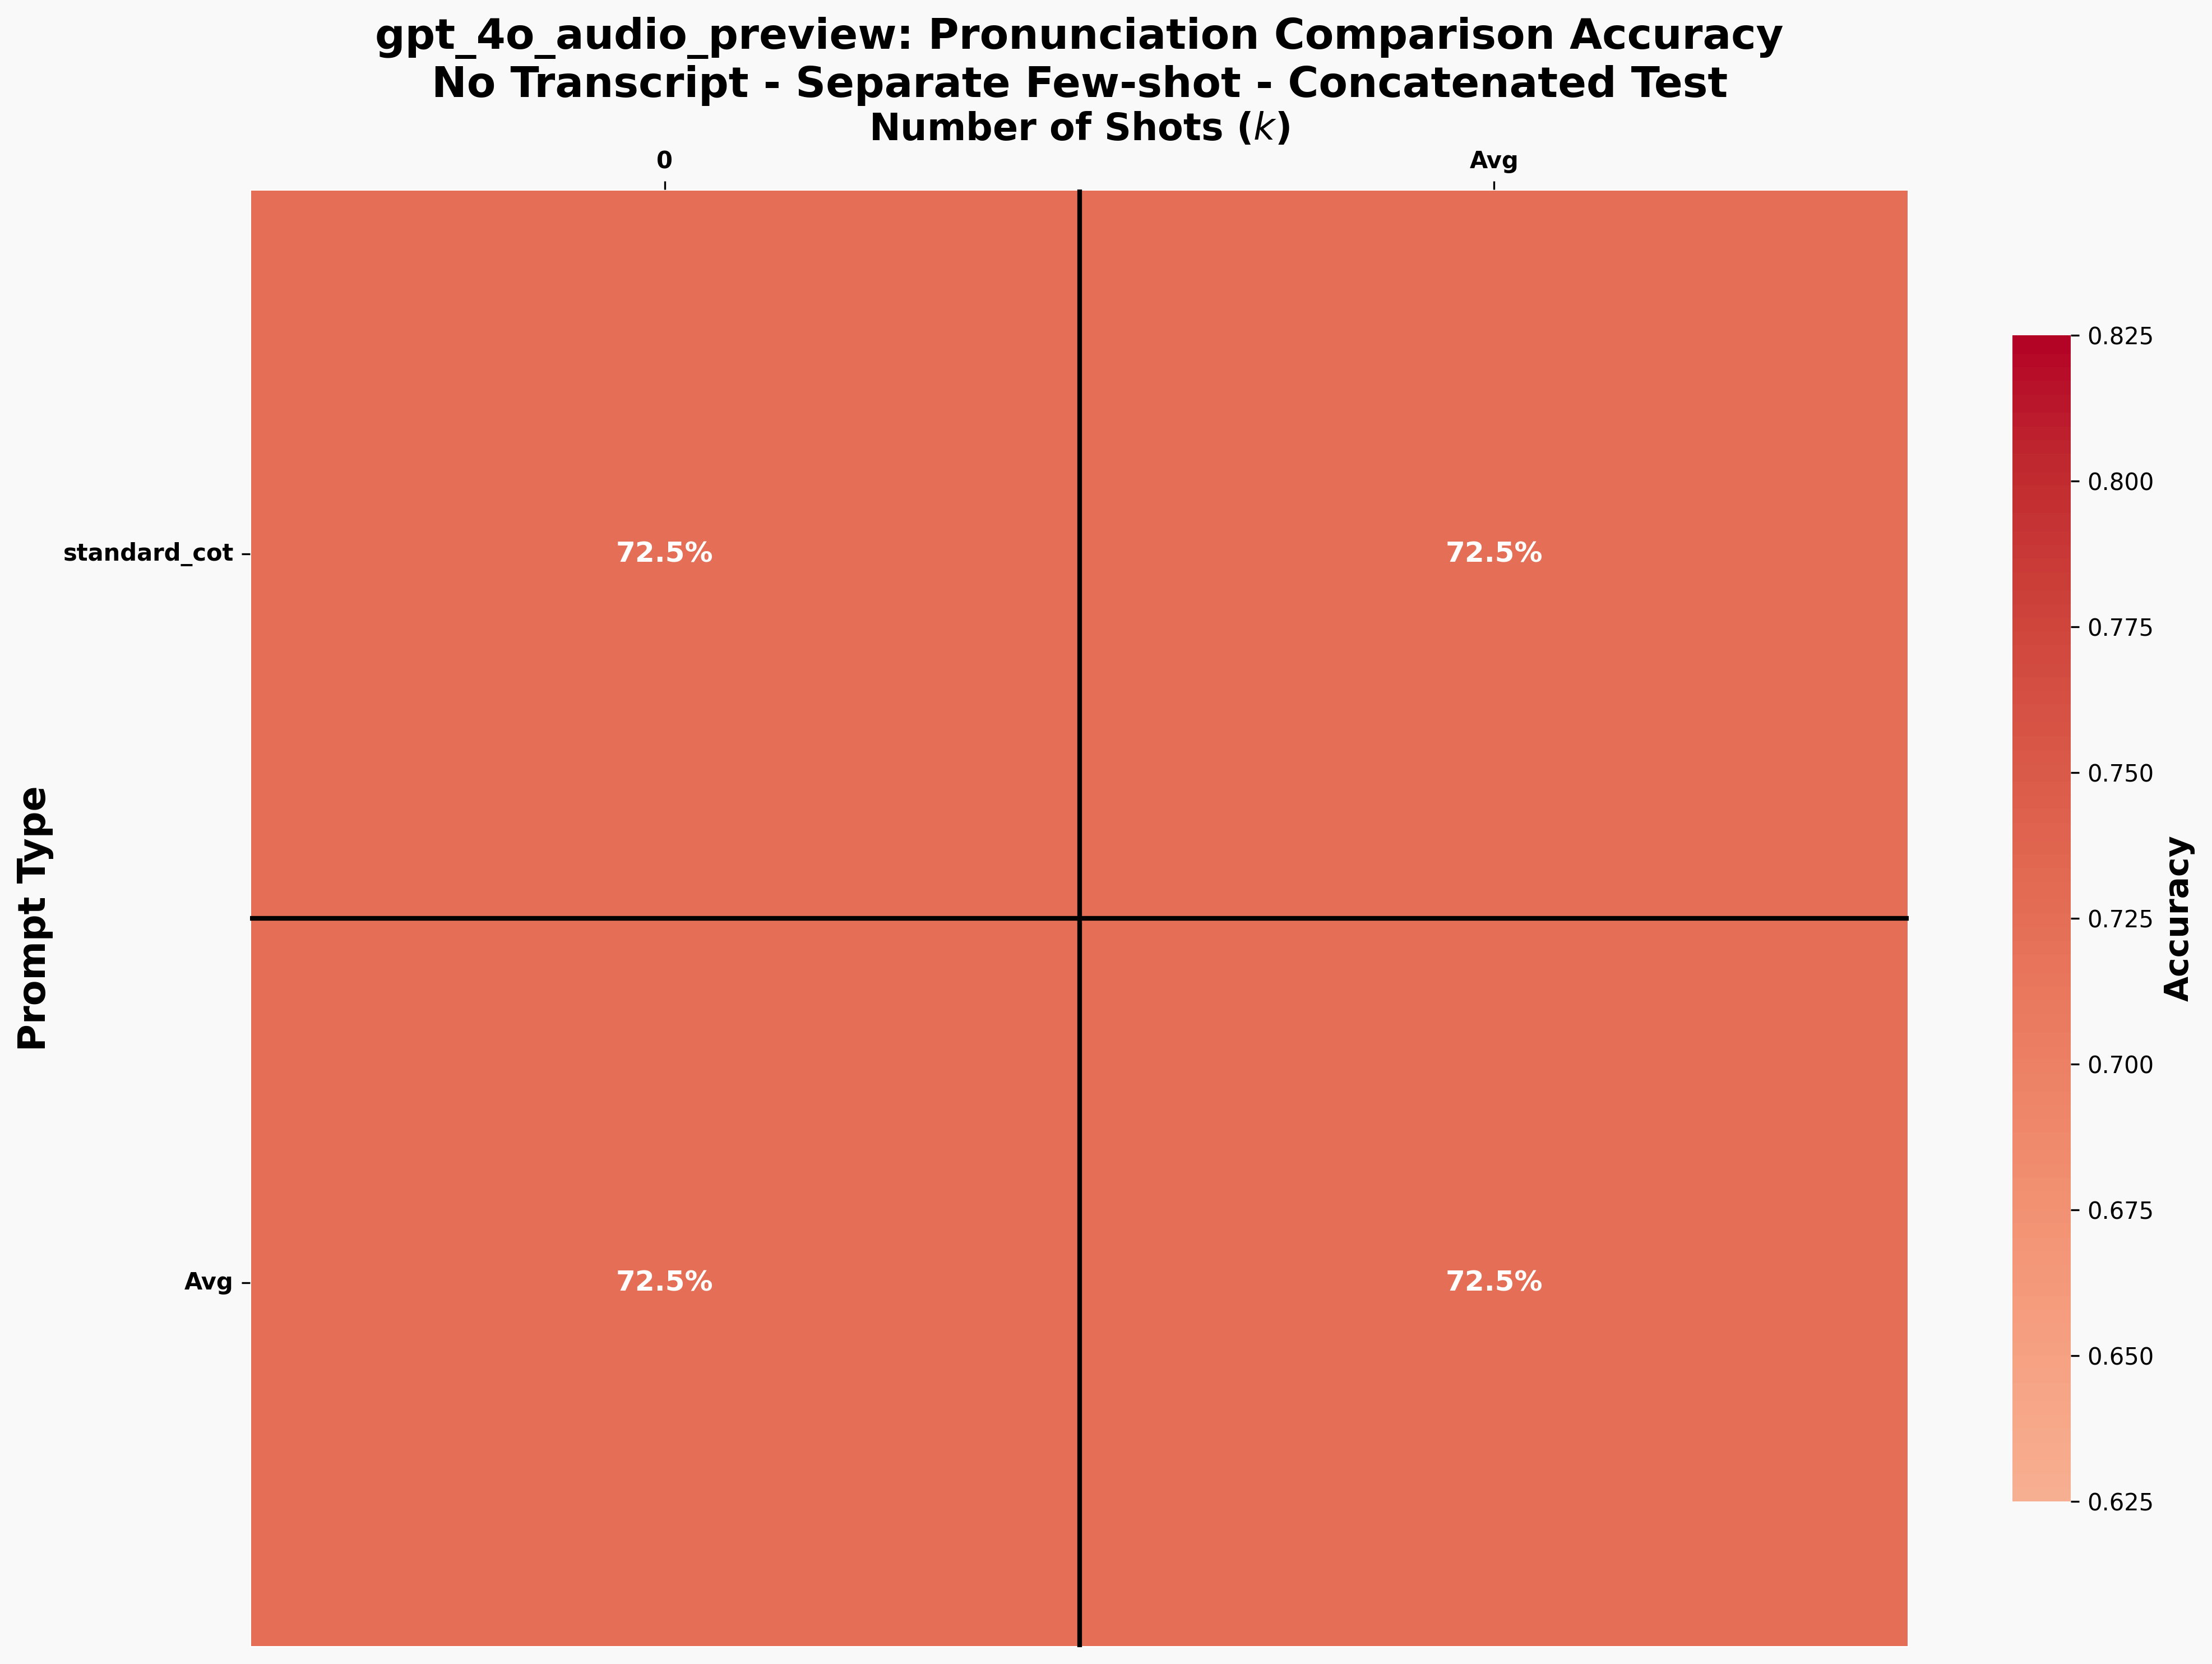 gpt_4o_audio_preview: Pronunciation Comparison Accuracy
No Transcript - Separate Few-shot - Concatenated Test
Number of Shots (k)
0
Avg
Prompt Type
standard_cot
72.5%
72.5%
Avg
72.5%
72.5%
0.825
0.800
0.775
0.750
0.725
0.700
0.675
0.650
0.625
Accuracy